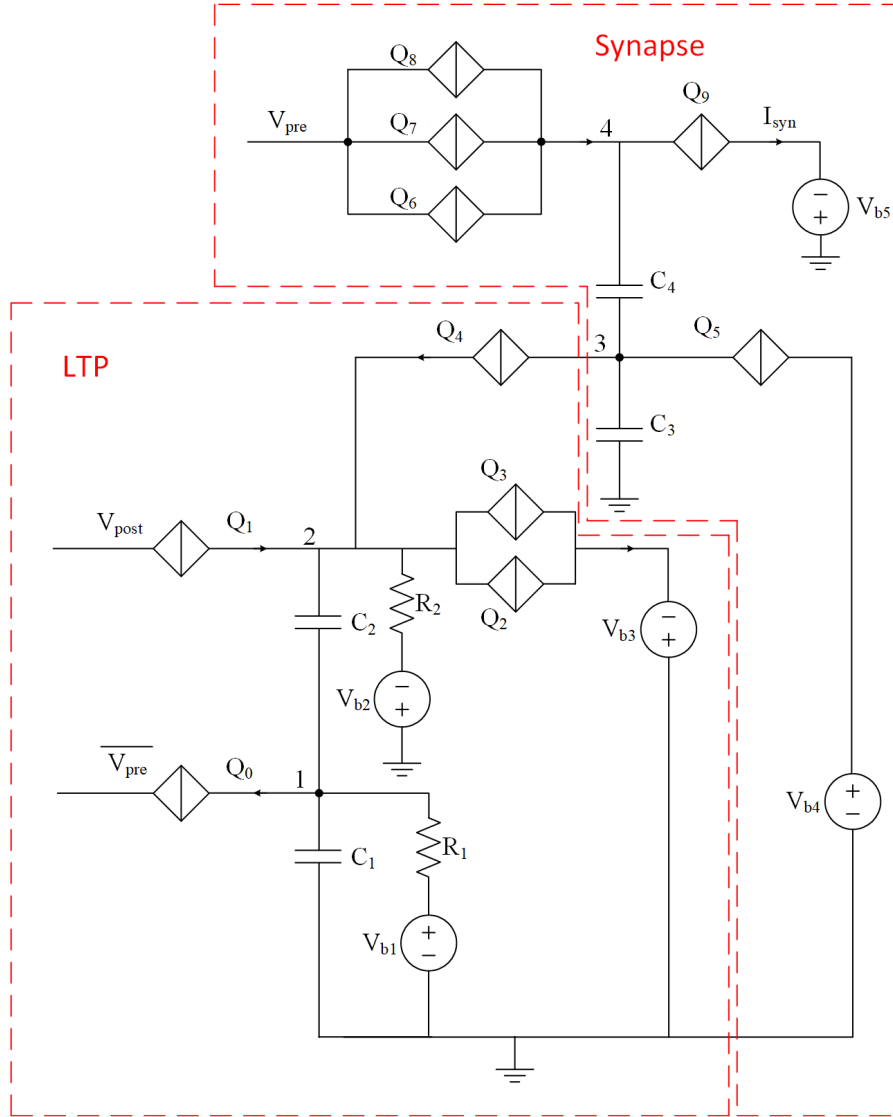 Synapse
Q8
Q9
Vpre
Q7
4
Isyn
Q6
Vb5
C4
Q4
3
Q5
LTP
C3
Q3
Vpost
Q1
2
R2
Q2
C2
Vb3
Vb2
Vpre
Q0
1
Vb4
C1
R1
Vb1